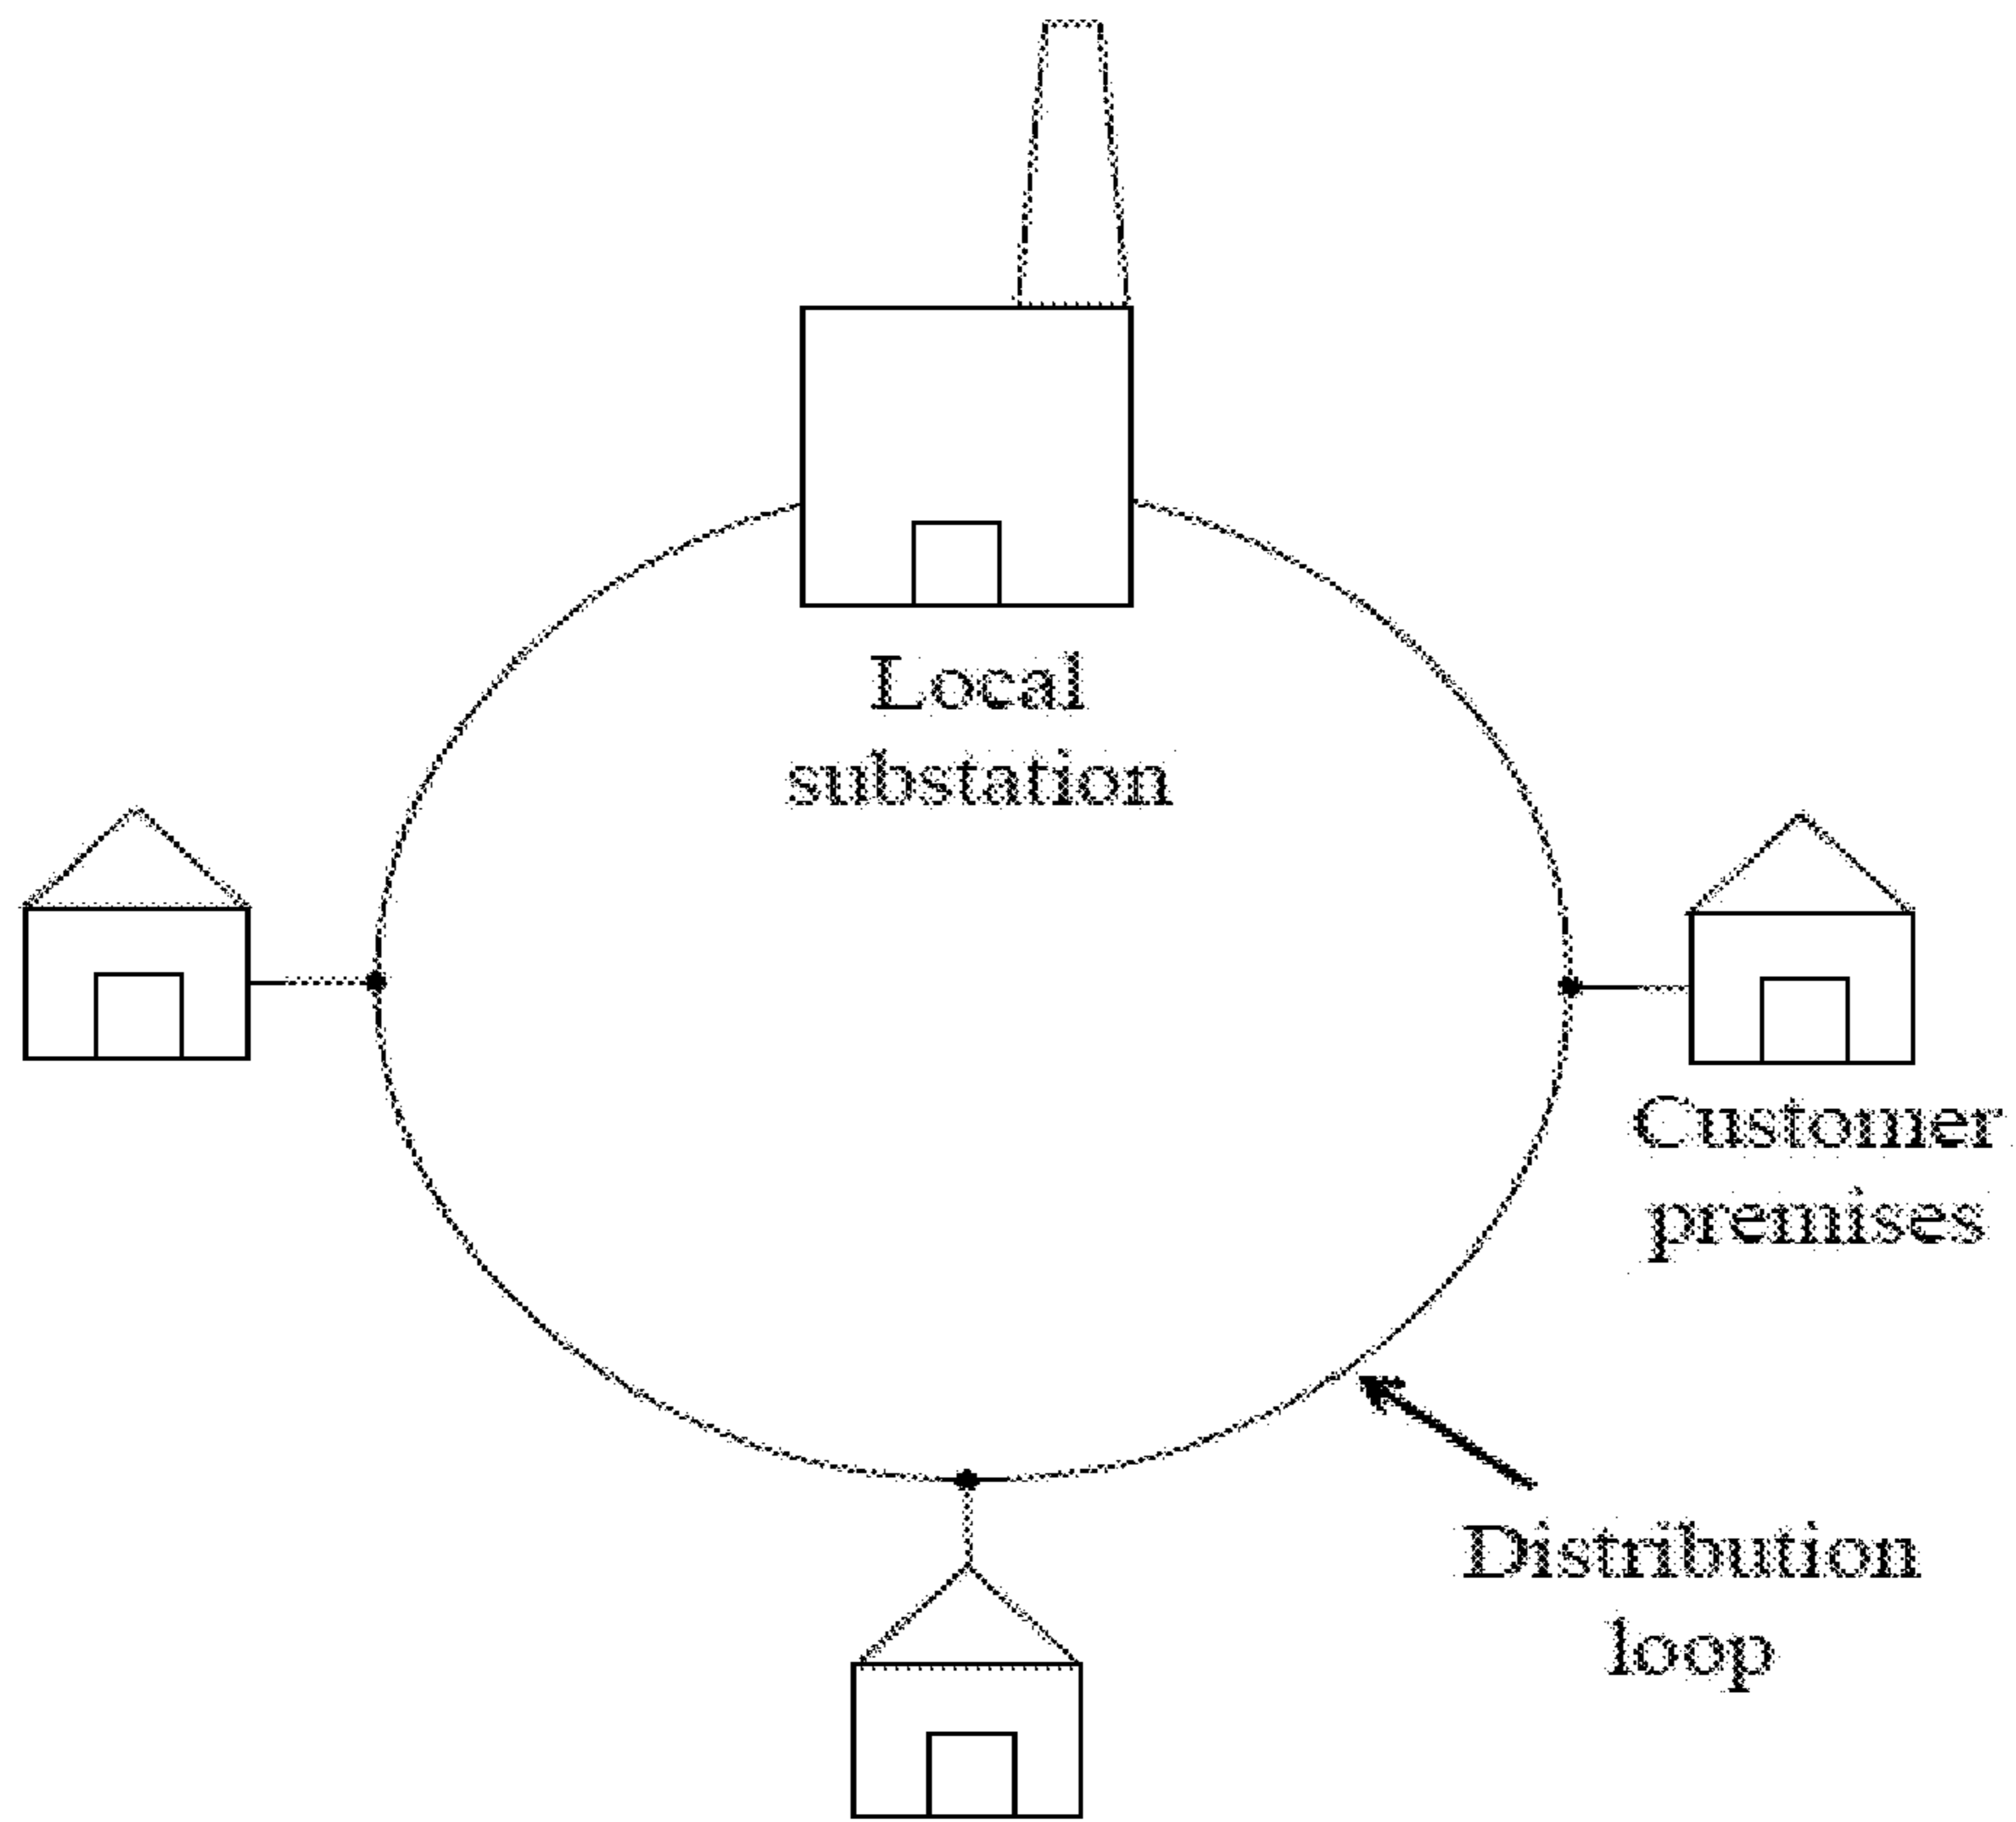 Local
substation
Customer
premises
Distribution
loop